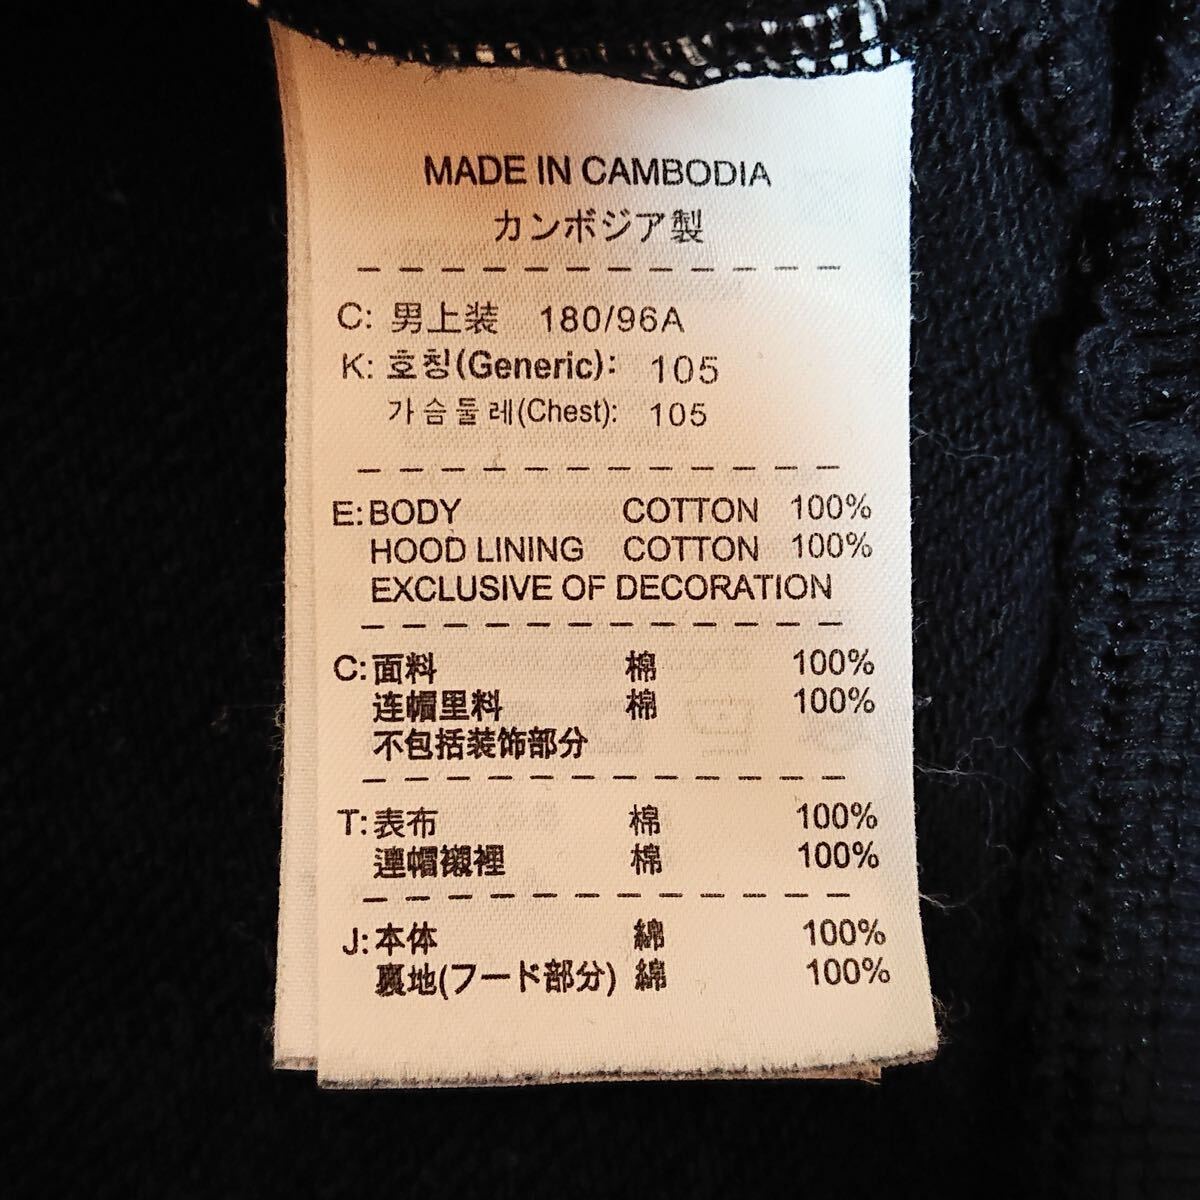 MADE IN CAMBODIA
カンボジア製
C: 男上装 180/96A
K: 호칭(Generic): 105
가슴둘레(Chest): 105
E: BODY COTTON 100%
HOOD LINING COTTON 100%
EXCLUSIVE OF DECORATION
C: 面料 棉 100%
连帽里料 棉 100%
不包括装饰部分
T: 表布 棉 100%
連帽襯裡 棉 100%
J: 本体 綿 100%
裏地(フード部分) 綿 100%